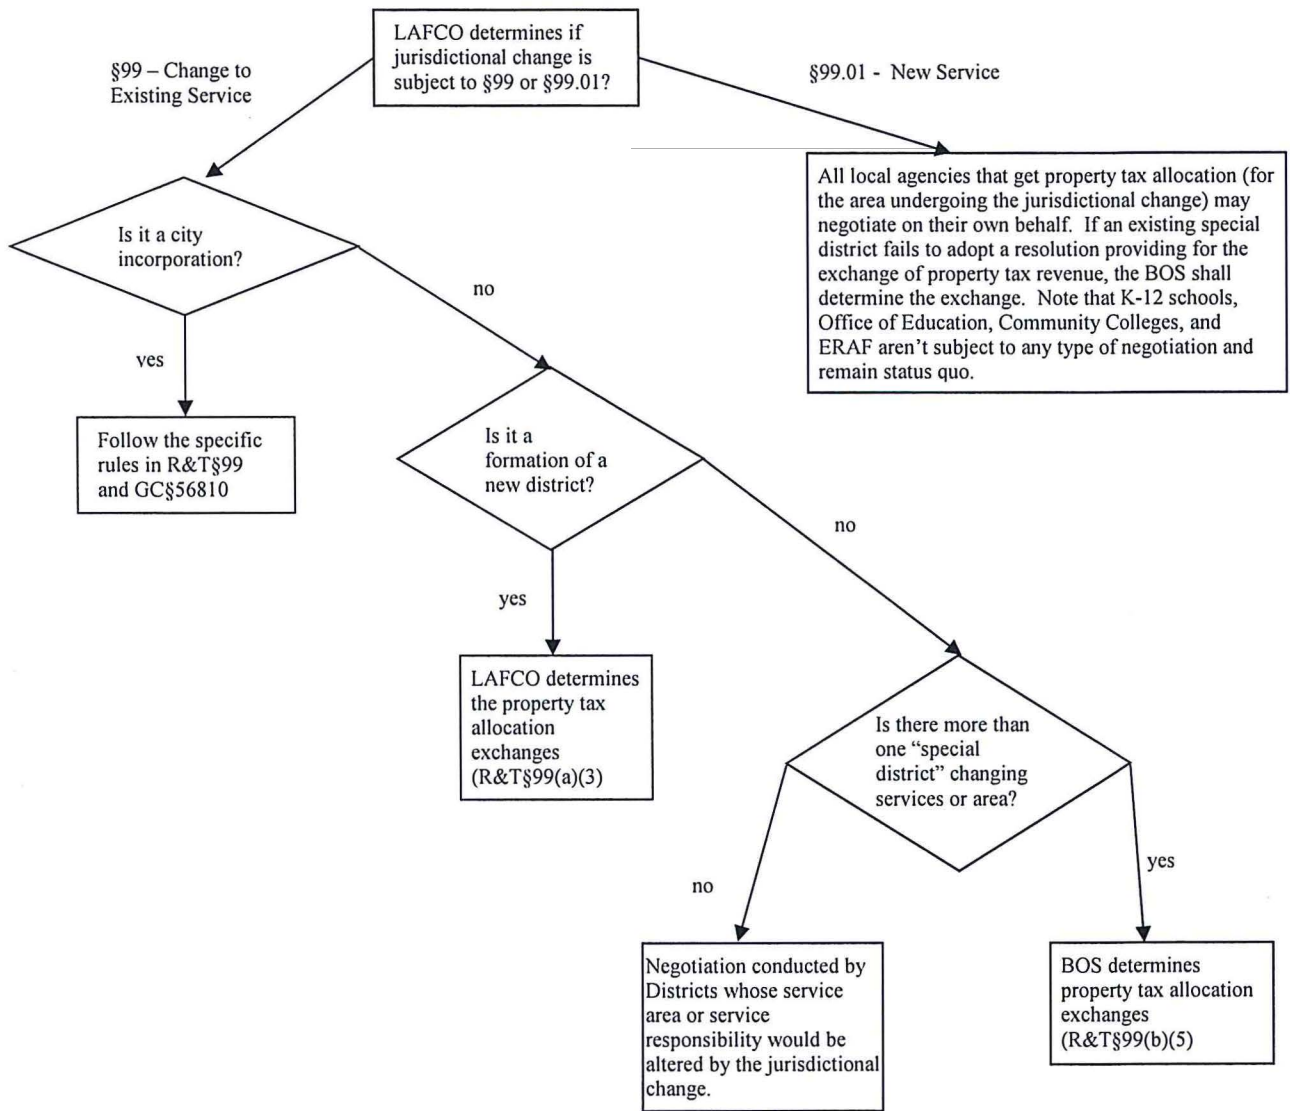 LAFCO determines if
jurisdictional change is
subject to §99 or §99.01?
§99 – Change to
Existing Service
§99.01 - New Service
All local agencies that get property tax allocation (for
the area undergoing the jurisdictional change) may
negotiate on their own behalf. If an existing special
district fails to adopt a resolution providing for the
exchange of property tax revenue, the BOS shall
determine the exchange. Note that K-12 schools,
Office of Education, Community Colleges, and
ERAF aren't subject to any type of negotiation and
remain status quo.
Is it a city
incorporation?
no
yes
Follow the specific
rules in R&T§99
and GC§56810
Is it a
formation of a
new district?
no
yes
LAFCO determines
the property tax
allocation
exchanges
(R&T§99(a)(3)
Is there more than
one “special
district” changing
services or area?
no
yes
Negotiation conducted by
Districts whose service
area or service
responsibility would be
altered by the jurisdictional
change.
BOS determines
property tax allocation
exchanges
(R&T§99(b)(5)